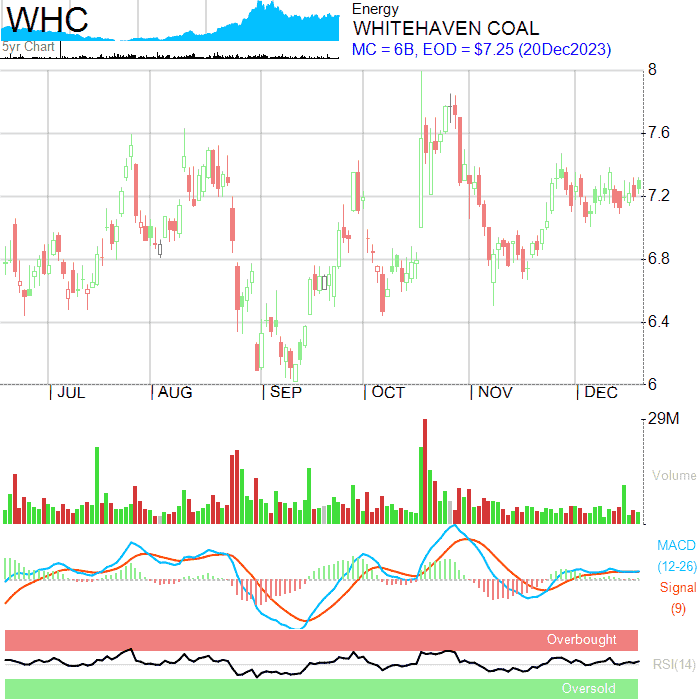 WHC
5yr Chart
Energy
WHITEHAVEN COAL
MC = 6B, EOD = $7.25 (20Dec2023)
8
7.6
7.2
6.8
6.4
6
JUL AUG SEP OCT NOV DEC
29M
Volume
MACD
(12-26)
Signal
(9)
Overbought
RSI(14)
Oversold